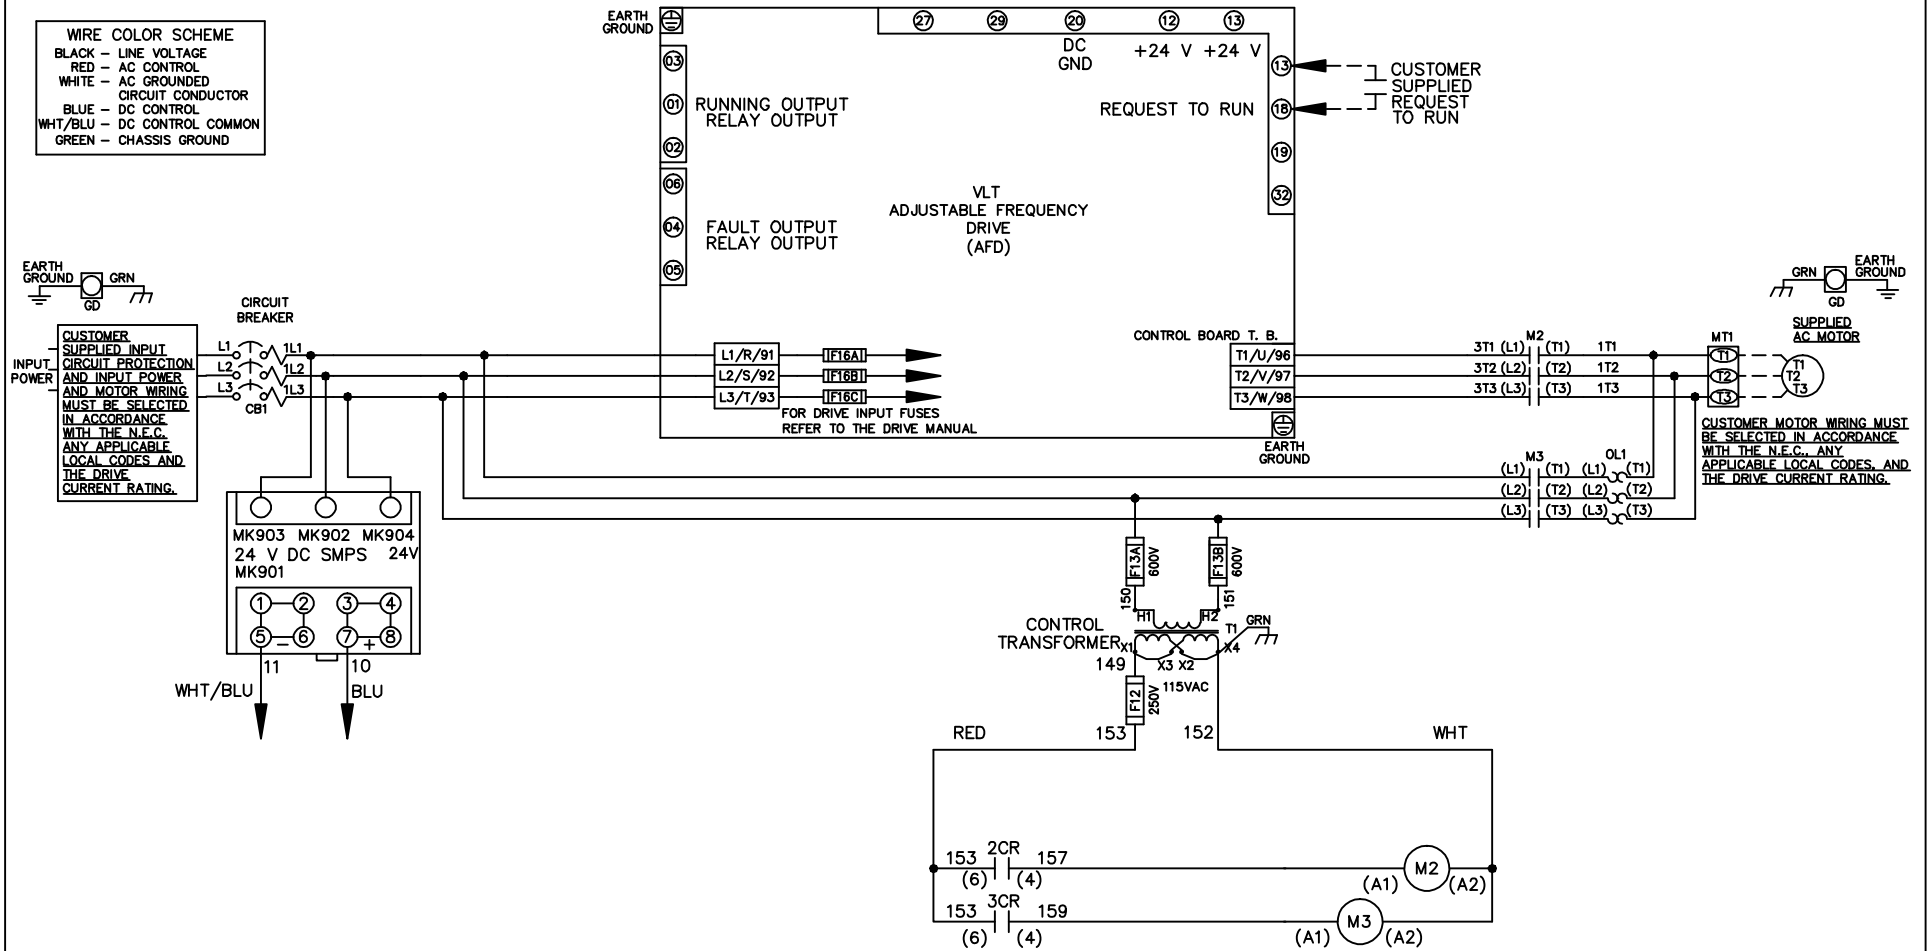 WIRE COLOR SCHEME
BLACK – LINE VOLTAGE
RED – AC CONTROL
WHITE – AC GROUNDED
CIRCUIT CONDUCTOR
BLUE – DC CONTROL
WHT/BLU – DC CONTROL COMMON
GREEN – CHASSIS GROUND
EARTH
GROUND
27 29 20 12 13
DC
GND
+24 V +24 V
03
01
02
RUNNING OUTPUT
RELAY OUTPUT
06
04
05
FAULT OUTPUT
RELAY OUTPUT
VLT
ADJUSTABLE FREQUENCY
DRIVE
(AFD)
REQUEST TO RUN
13
18
19
32
CUSTOMER
SUPPLIED
REQUEST
TO RUN
EARTH
GROUND
GRN
GD
INPUT
POWER
CUSTOMER
SUPPLIED INPUT
CIRCUIT PROTECTION
AND INPUT POWER
AND MOTOR WIRING
MUST BE SELECTED
IN ACCORDANCE
WITH THE N.E.C.
ANY APPLICABLE
LOCAL CODES AND
THE DRIVE
CURRENT RATING.
CIRCUIT
BREAKER
L1 1L1
L2 1L2
L3 1L3
CB1
L1/R/91 F16A
L2/S/92 F16B
L3/T/93 F16C
FOR DRIVE INPUT FUSES
REFER TO THE DRIVE MANUAL
CONTROL BOARD T. B.
T1/U/96
T2/V/97
T3/W/98
EARTH
GROUND
M2
3T1 (L1) (T1) 1T1
3T2 (L2) (T2) 1T2
3T3 (L3) (T3) 1T3
MT1
T1
T2
T3
GRN
GD
EARTH
GROUND
SUPPLIED
AC MOTOR
T1
T2
T3
CUSTOMER MOTOR WIRING MUST
BE SELECTED IN ACCORDANCE
WITH THE N.E.C., ANY
APPLICABLE LOCAL CODES, AND
THE DRIVE CURRENT RATING.
M3 OL1
(L1) (T1) (L1) (T1)
(L2) (T2) (L2) (T2)
(L3) (T3) (L3) (T3)
MK903 MK902 MK904
24 V DC SMPS 24V
MK901
1 2 3 4
5 – 6 7 + 8
11 10
WHT/BLU BLU
F13A 600V
F13B 600V
150 151
H1 H2
CONTROL
TRANSFORMER
T1
GRN
X1 X3 X2 X4
149
115VAC
F12 250V
153 152
RED WHT
153 2CR 157
(6) (4)
M2
(A1) (A2)
153 3CR 159
(6) (4)
M3
(A1) (A2)